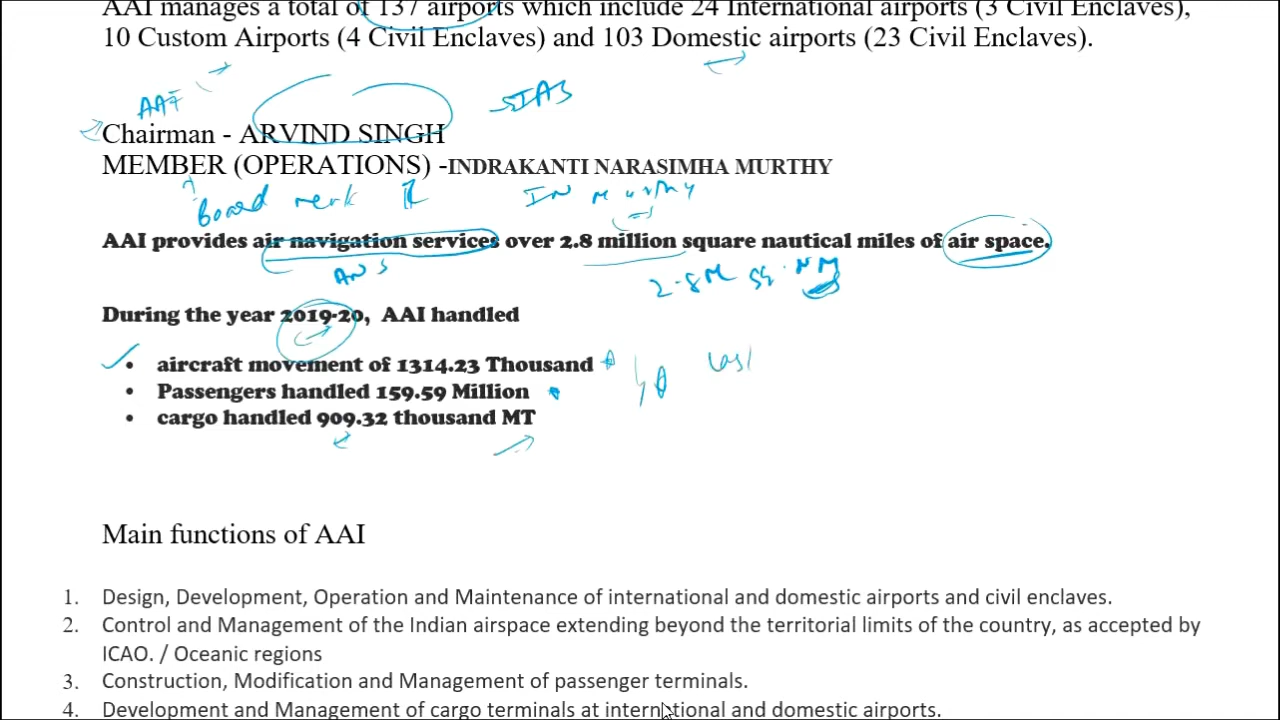 AAI manages a total of 137 airports which include 24 International airports (3 Civil Enclaves),
10 Custom Airports (4 Civil Enclaves) and 103 Domestic airports (23 Civil Enclaves).
AAI
Chairman - ARVIND SINGH
MEMBER (OPERATIONS) -INDRAKANTI NARASIMHA MURTHY
Board IN Murthy
AAI provides air navigation services over 2.8 million square nautical miles of air space.
ANS 2.8M sq. NM
During the year 2019-20, AAI handled
• aircraft movement of 1314.23 Thousand
• Passengers handled 159.59 Million
• cargo handled 909.32 thousand MT
Main functions of AAI
1. Design, Development, Operation and Maintenance of international and domestic airports and civil enclaves.
2. Control and Management of the Indian airspace extending beyond the territorial limits of the country, as accepted by
ICAO. / Oceanic regions
3. Construction, Modification and Management of passenger terminals.
4. Development and Management of cargo terminals at international and domestic airports.